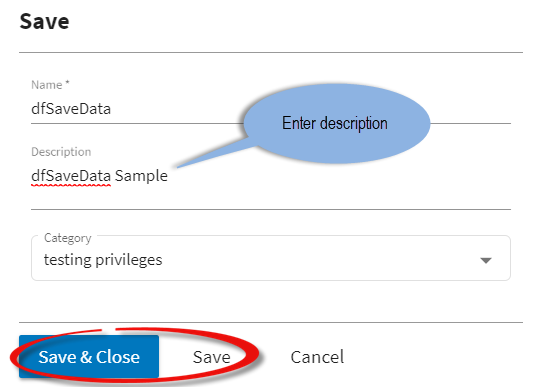 Save
Name *
dfSaveData
Enter description
Description
dfSaveData Sample
Category
testing privileges
Save & Close Save Cancel